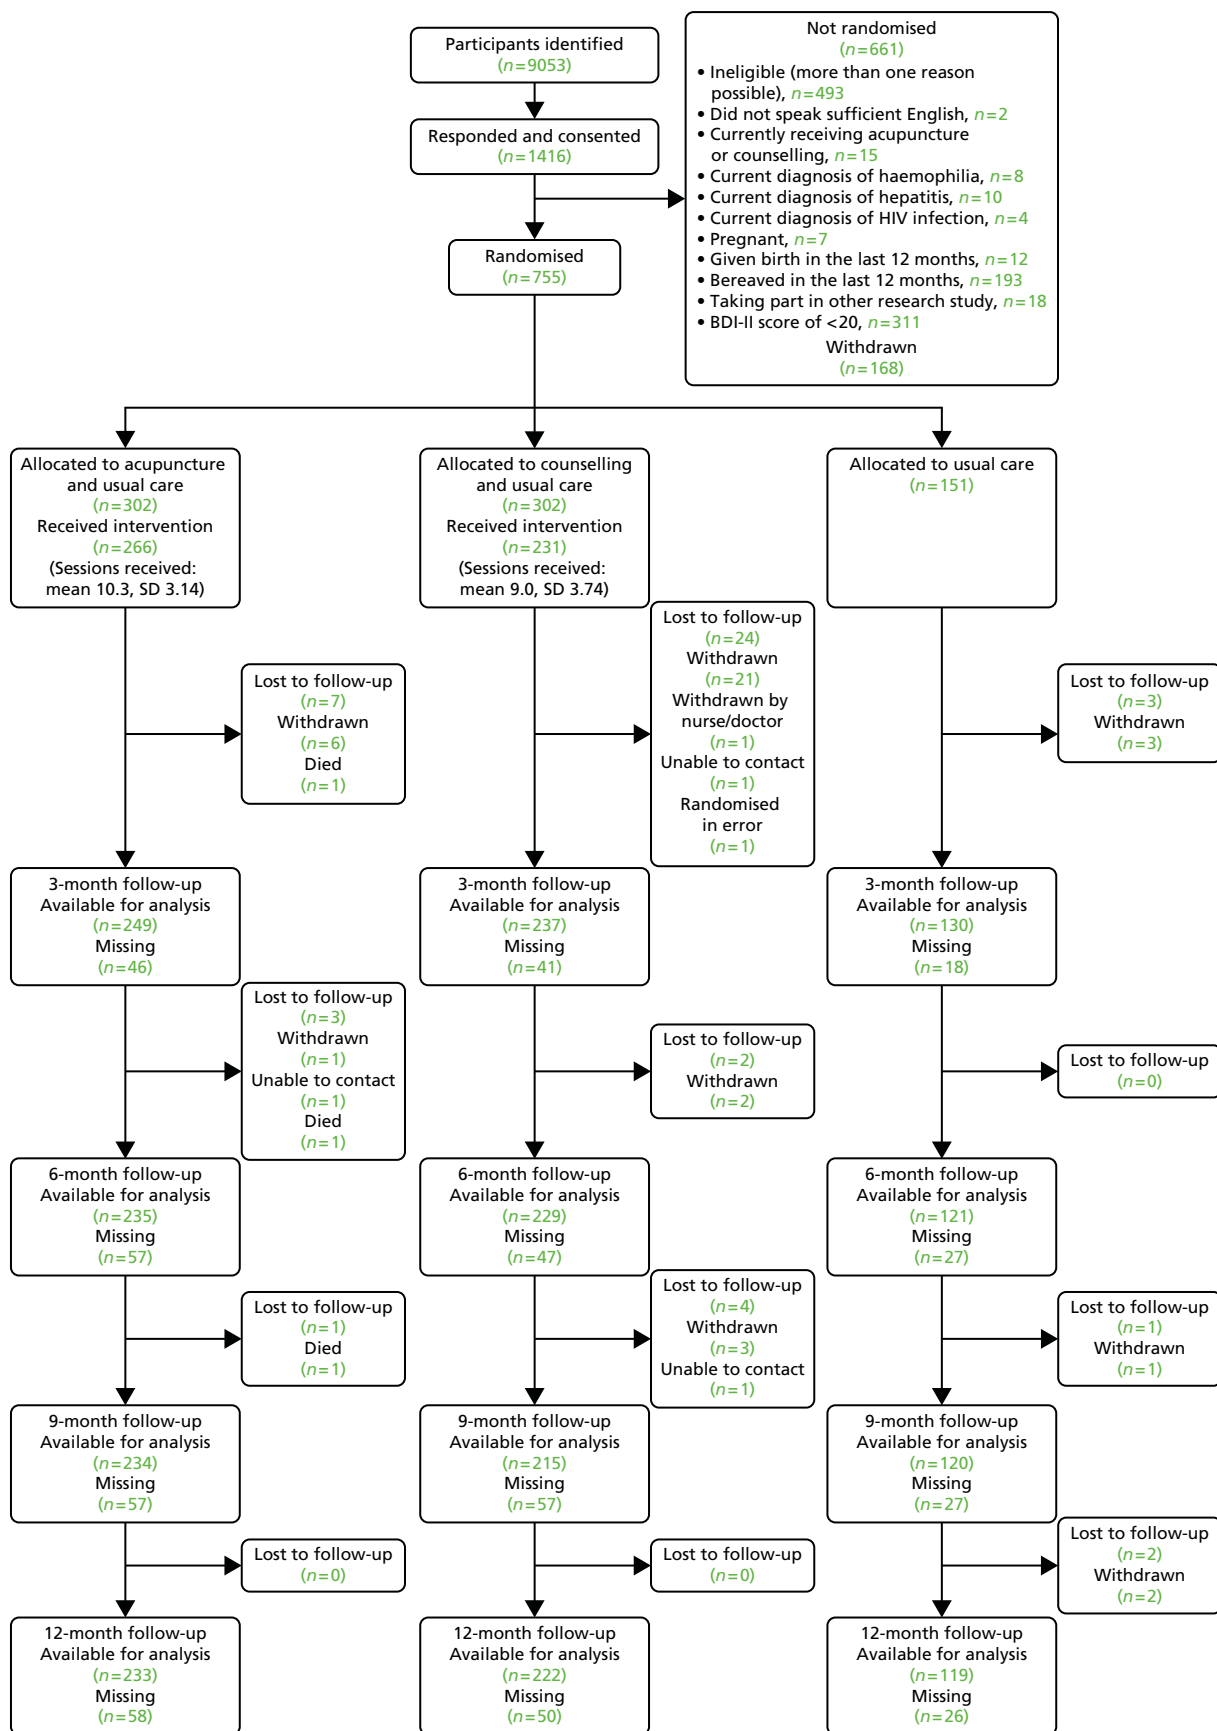 Participants identified
(n=9053)
Responded and consented
(n=1416)
Not randomised
(n=661)
• Ineligible (more than one reason
possible), n=493
• Did not speak sufficient English, n=2
• Currently receiving acupuncture
or counselling, n=15
• Current diagnosis of haemophilia, n=8
• Current diagnosis of hepatitis, n=10
• Current diagnosis of HIV infection, n=4
• Pregnant, n=7
• Given birth in the last 12 months, n=12
• Bereaved in the last 12 months, n=193
• Taking part in other research study, n=18
• BDI-II score of <20, n=311
Withdrawn
(n=168)
Randomised
(n=755)
Allocated to acupuncture
and usual care
(n=302)
Received intervention
(n=266)
(Sessions received:
mean 10.3, SD 3.14)
Allocated to counselling
and usual care
(n=302)
Received intervention
(n=231)
(Sessions received:
mean 9.0, SD 3.74)
Allocated to usual care
(n=151)
Lost to follow-up
(n=7)
Withdrawn
(n=6)
Died
(n=1)
Lost to follow-up
(n=24)
Withdrawn
(n=21)
Withdrawn by
nurse/doctor
(n=1)
Unable to contact
(n=1)
Randomised
in error
(n=1)
Lost to follow-up
(n=3)
Withdrawn
(n=3)
3-month follow-up
Available for analysis
(n=249)
Missing
(n=46)
3-month follow-up
Available for analysis
(n=237)
Missing
(n=41)
3-month follow-up
Available for analysis
(n=130)
Missing
(n=18)
Lost to follow-up
(n=3)
Withdrawn
(n=1)
Unable to contact
(n=1)
Died
(n=1)
Lost to follow-up
(n=2)
Withdrawn
(n=2)
Lost to follow-up
(n=0)
6-month follow-up
Available for analysis
(n=235)
Missing
(n=57)
6-month follow-up
Available for analysis
(n=229)
Missing
(n=47)
6-month follow-up
Available for analysis
(n=121)
Missing
(n=27)
Lost to follow-up
(n=1)
Died
(n=1)
Lost to follow-up
(n=4)
Withdrawn
(n=3)
Unable to contact
(n=1)
Lost to follow-up
(n=1)
Withdrawn
(n=1)
9-month follow-up
Available for analysis
(n=234)
Missing
(n=57)
9-month follow-up
Available for analysis
(n=215)
Missing
(n=57)
9-month follow-up
Available for analysis
(n=120)
Missing
(n=27)
Lost to follow-up
(n=0)
Lost to follow-up
(n=0)
Lost to follow-up
(n=2)
Withdrawn
(n=2)
12-month follow-up
Available for analysis
(n=233)
Missing
(n=58)
12-month follow-up
Available for analysis
(n=222)
Missing
(n=50)
12-month follow-up
Available for analysis
(n=119)
Missing
(n=26)